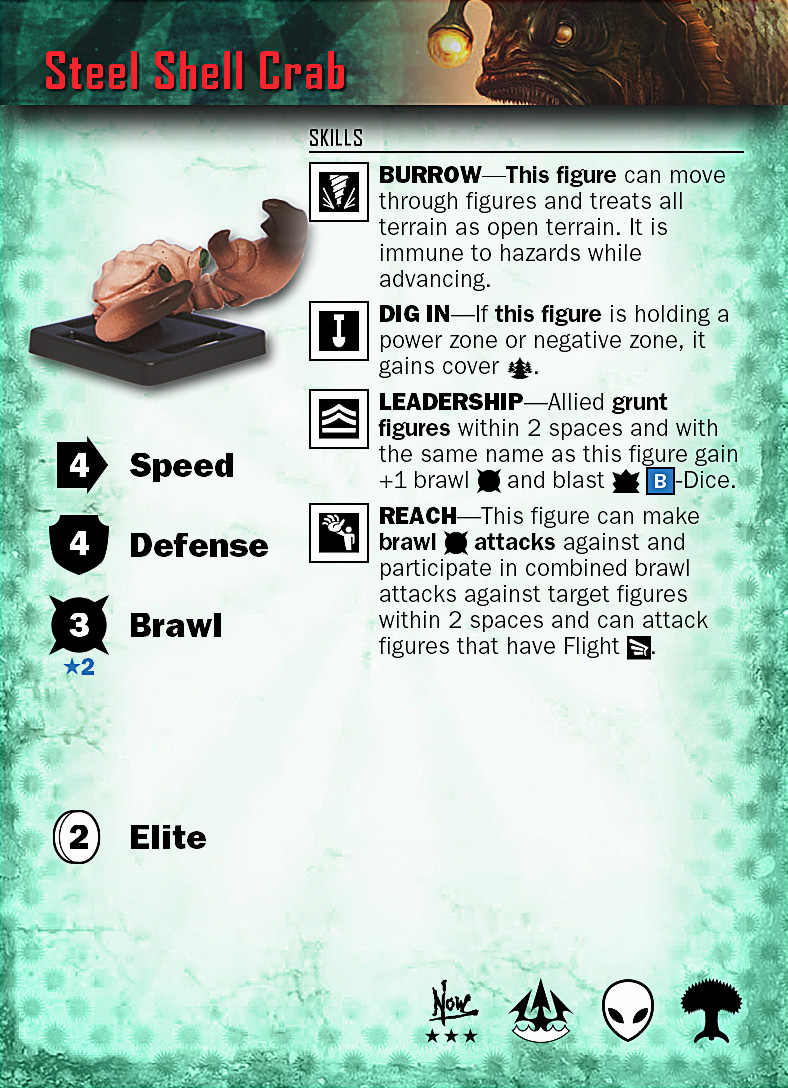 Steel Shell Crab
SKILLS
BURROW—This figure can move
through figures and treats all
terrain as open terrain. It is
immune to hazards while
advancing.
DIG IN—If this figure is holding a
power zone or negative zone, it
gains cover .
LEADERSHIP—Allied grunt
figures within 2 spaces and with
the same name as this figure gain
+1 brawl and blast B-Dice.
REACH—This figure can make
brawl attacks against and
participate in combined brawl
attacks against target figures
within 2 spaces and can attack
figures that have Flight .
4 Speed
4 Defense
3 Brawl
★2
2 Elite
Now
★★★